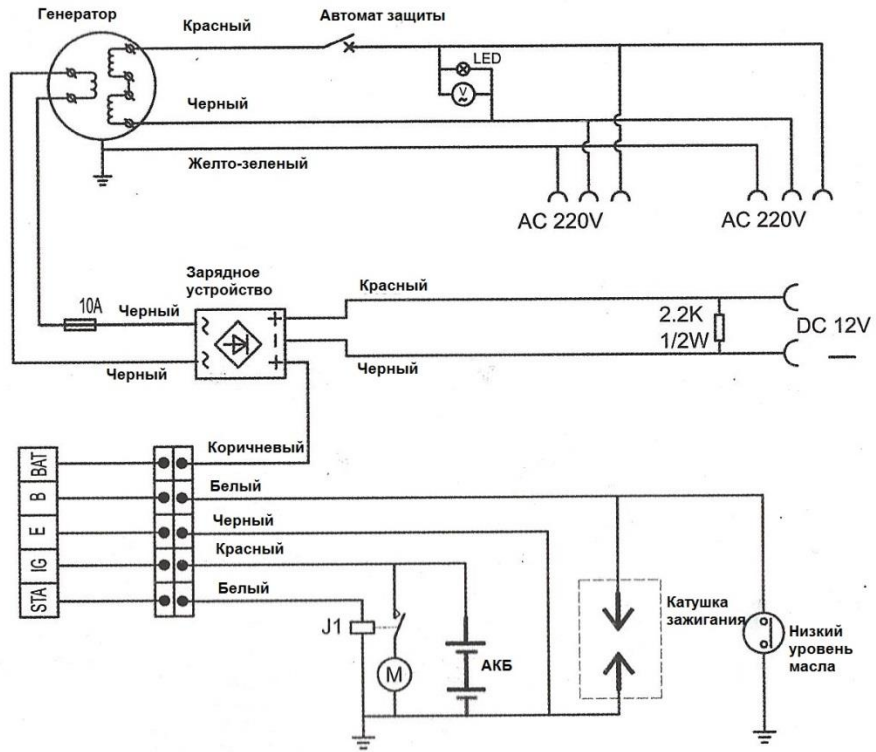 Генератор
Красный
Автомат защиты
LED
V
Черный
Желто-зеленый
AC 220V
AC 220V
Зарядное
устройство
Красный
10A
Черный
2.2K
1/2W
DC 12V
Черный
Черный
Коричневый
BAT
Белый
B
Черный
E
Красный
IG
Белый
STA
J1
M
АКБ
Катушка
зажигания
Низкий
уровень
масла